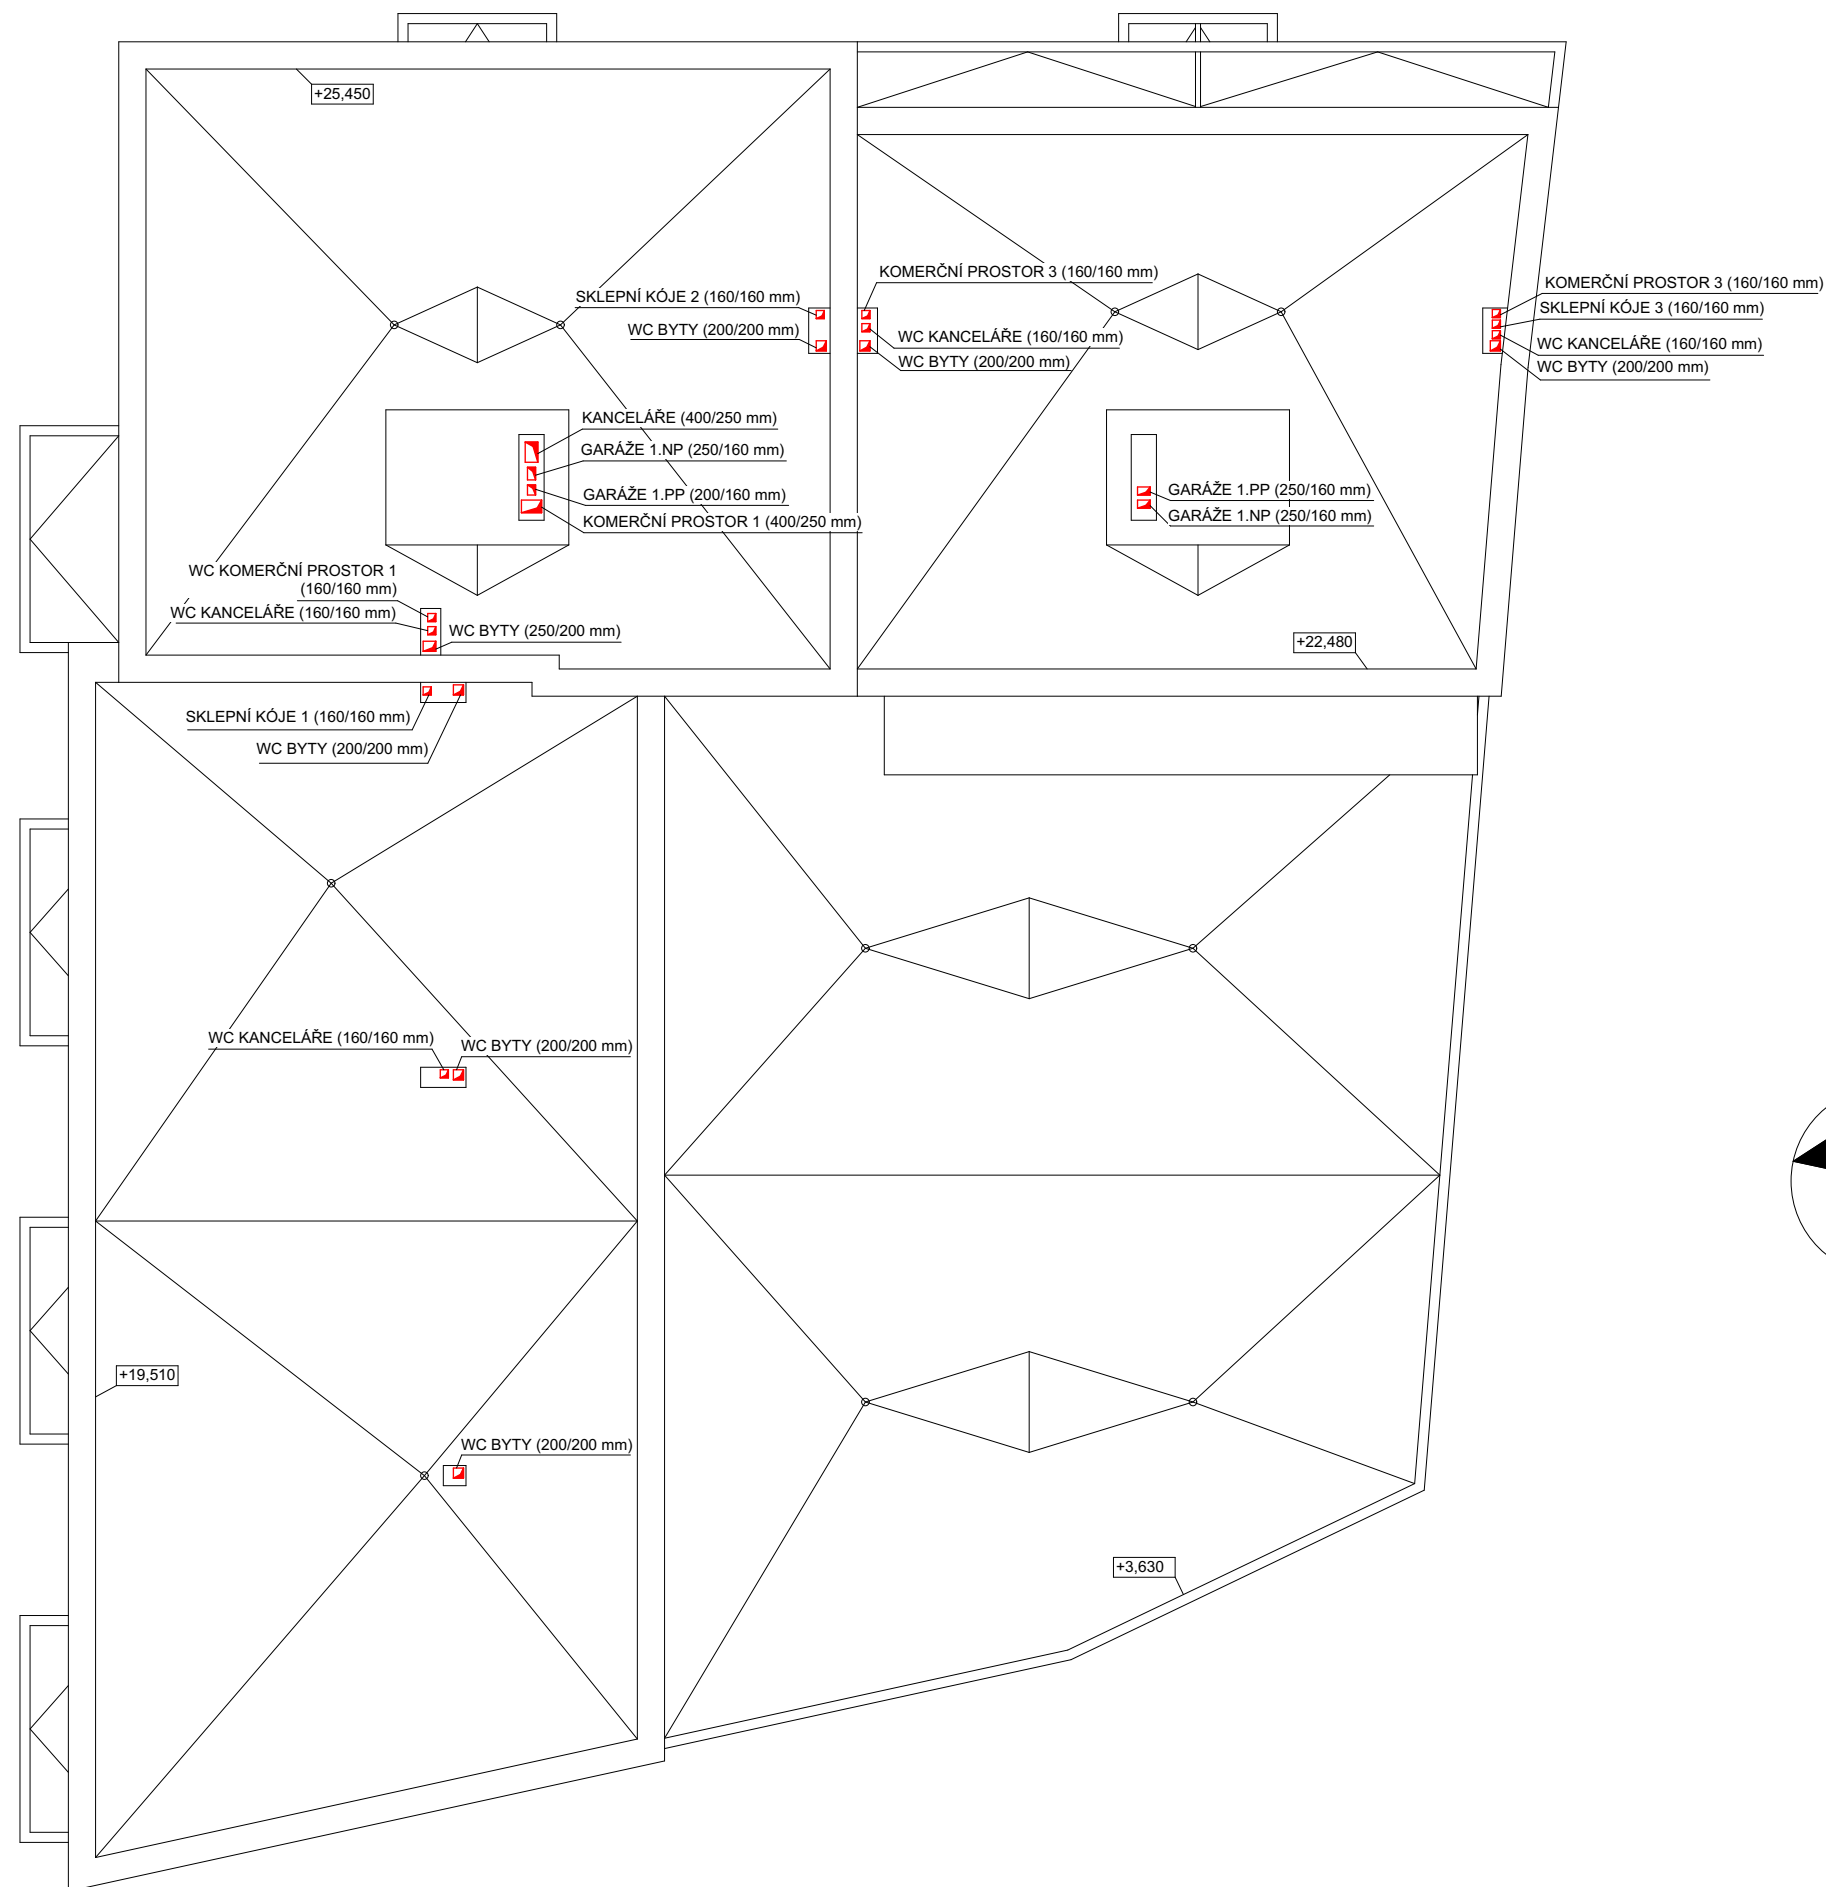 +25,450
KOMERČNÍ PROSTOR 3 (160/160 mm)
KOMERČNÍ PROSTOR 3 (160/160 mm)
SKLEPNÍ KÓJE 2 (160/160 mm)
SKLEPNÍ KÓJE 3 (160/160 mm)
WC BYTY (200/200 mm)
WC KANCELÁŘE (160/160 mm)
WC KANCELÁŘE (160/160 mm)
WC BYTY (200/200 mm)
WC BYTY (200/200 mm)
KANCELÁŘE (400/250 mm)
GARÁŽE 1.NP (250/160 mm)
GARÁŽE 1.PP (200/160 mm)
KOMERČNÍ PROSTOR 1 (400/250 mm)
GARÁŽE 1.PP (250/160 mm)
GARÁŽE 1.NP (250/160 mm)
WC KOMERČNÍ PROSTOR 1
(160/160 mm)
WC KANCELÁŘE (160/160 mm)
WC BYTY (250/200 mm)
+22,480
SKLEPNÍ KÓJE 1 (160/160 mm)
WC BYTY (200/200 mm)
WC KANCELÁŘE (160/160 mm)
WC BYTY (200/200 mm)
+19,510
WC BYTY (200/200 mm)
+3,630